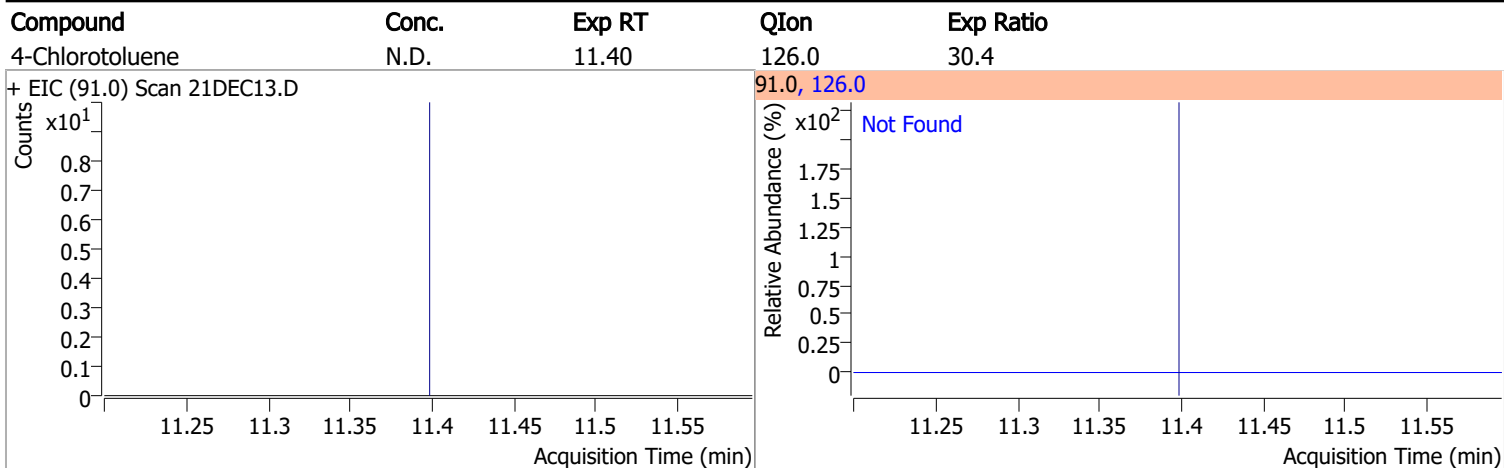 Compound Conc. Exp RT QIon Exp Ratio
4-Chlorotoluene N.D. 11.40 126.0 30.4
+ EIC (91.0) Scan 21DEC13.D
Counts
x10¹
0.8
0.7
0.6
0.5
0.4
0.3
0.2
0.1
0
11.25 11.3 11.35 11.4 11.45 11.5 11.55
Acquisition Time (min)
91.0, 126.0
Relative Abundance (%)
x10²
Not Found
1.75
1.5
1.25
1
0.75
0.5
0.25
0
11.25 11.3 11.35 11.4 11.45 11.5 11.55
Acquisition Time (min)